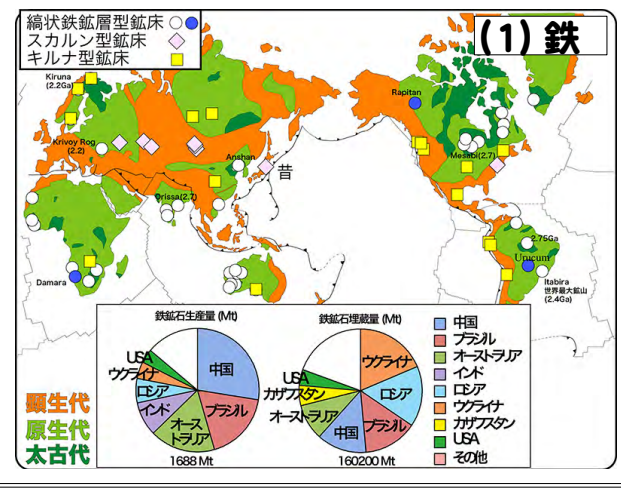 縞状鉄鉱層型鉱床
スカルン型鉱床
キルナ型鉱床
(1) 鉄
Kiruna
(2.2Ga)
Rapitan
Krivoy Rog
(2.2)
Anshan
昔
Mesabi(2.7)
Orissa(2.7)
2.75Ga
Urucum
Damara
Itabira
世界最大鉱山
(2.4Ga)
鉄鉱石生産量 (Mt)
USA
ウクライナ
ロシア
インド
オース
トラリア
ブラジル
中国
1688 Mt
鉄鉱石埋蔵量 (Mt)
USA
カザフスタン
オーストラリア
中国
ブラジル
ロシア
ウクライナ
160200 Mt
中国
ブラジル
オーストラリア
インド
ロシア
ウクライナ
カザフスタン
USA
その他
顕生代
原生代
太古代